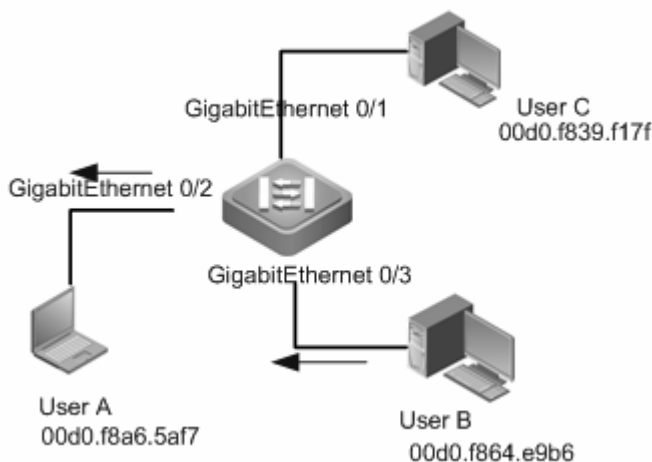 GigabitEthernet 0/1
User C
00d0.f839.f17f
GigabitEthernet 0/2
GigabitEthernet 0/3
User A
00d0.f8a6.5af7
User B
00d0.f864.e9b6